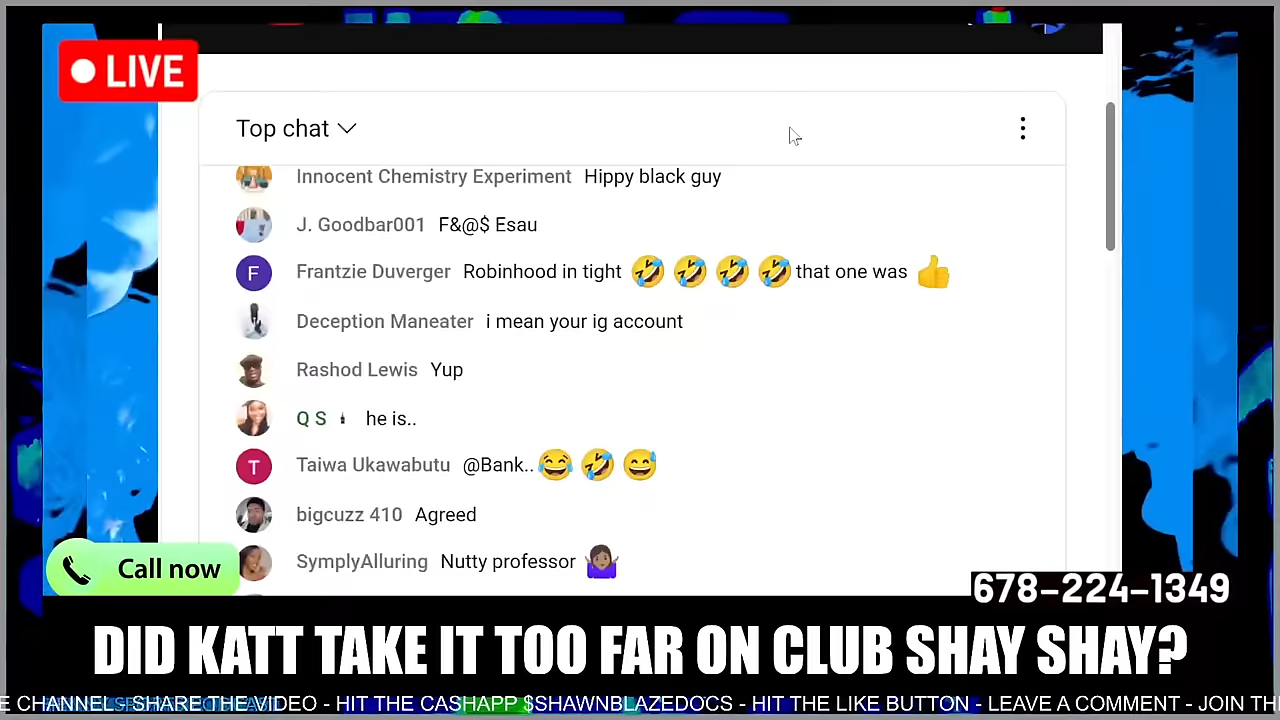 LIVE
Top chat
Innocent Chemistry Experiment Hippy black guy
J. Goodbar001 F&@$ Esau
F Frantzie Duverger Robinhood in tight 🤣 🤣 🤣 🤣 that one was 👍
Deception Maneater i mean your ig account
Rashod Lewis Yup
Q S he is..
T Taiwa Ukawabutu @Bank.. 😂 🤣 😅
bigcuzz 410 Agreed
SymplyAlluring Nutty professor 🤷🏽‍♀️
Call now
678-224-1349
DID KATT TAKE IT TOO FAR ON CLUB SHAY SHAY?
E CHANNEL - SHARE THE VIDEO - HIT THE CASHAPP $SHAWNBLAZEDOCS - HIT THE LIKE BUTTON - LEAVE A COMMENT - JOIN TH